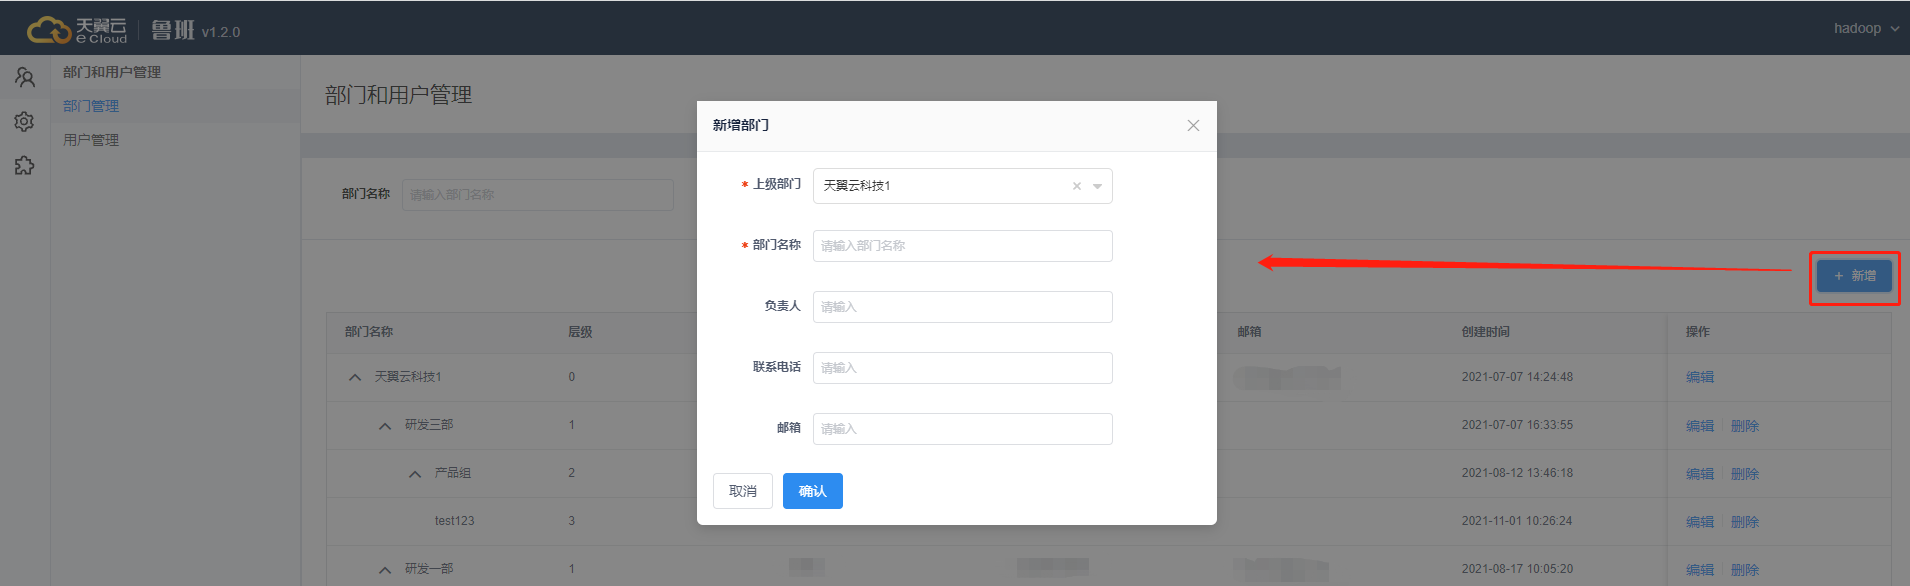 天翼云 e Cloud 鲁班 v1.2.0 hadoop
部门和用户管理
部门管理
用户管理
部门和用户管理
部门名称 请输入部门名称
+ 新增
新增部门
* 上级部门 天翼云科技1
* 部门名称 请输入部门名称
负责人 请输入
联系电话 请输入
邮箱 请输入
取消 确认
部门名称 层级 邮箱 创建时间 操作
天翼云科技1 0 2021-07-07 14:24:48 编辑
研发三部 1 2021-07-07 16:33:55 编辑 删除
产品组 2 2021-08-12 13:46:18 编辑 删除
test123 3 2021-11-01 10:26:24 编辑 删除
研发一部 1 2021-08-17 10:05:20 编辑 删除